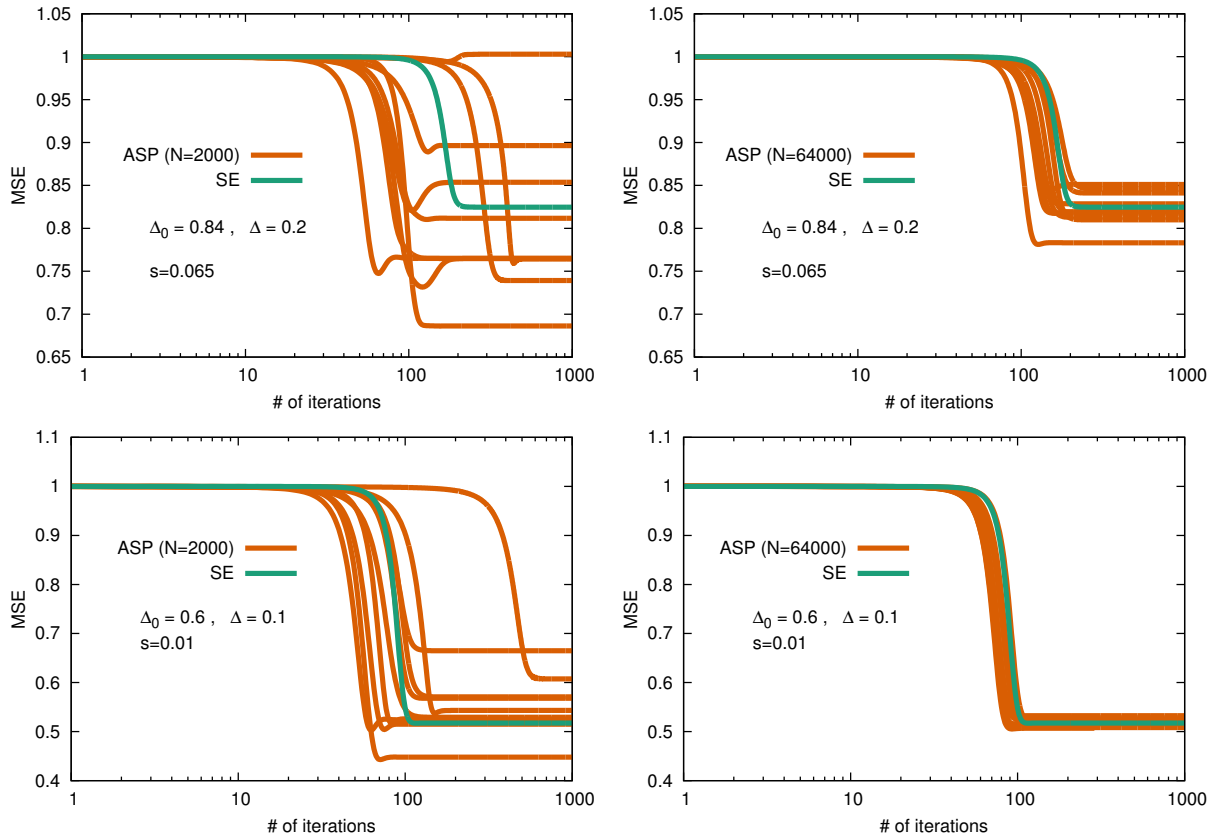 1.05
1
0.95
0.9
0.85
0.8
0.75
0.7
0.65
MSE
ASP (N=2000)
SE
Δ0 = 0.84 , Δ = 0.2
s=0.065
1 10 100 1000
# of iterations
1.05
1
0.95
0.9
0.85
0.8
0.75
0.7
0.65
MSE
ASP (N=64000)
SE
Δ0 = 0.84 , Δ = 0.2
s=0.065
1 10 100 1000
# of iterations
1.1
1
0.9
0.8
0.7
0.6
0.5
0.4
MSE
ASP (N=2000)
SE
Δ0 = 0.6 , Δ = 0.1
s=0.01
1 10 100 1000
# of iterations
1.1
1
0.9
0.8
0.7
0.6
0.5
0.4
MSE
ASP (N=64000)
SE
Δ0 = 0.6 , Δ = 0.1
s=0.01
1 10 100 1000
# of iterations